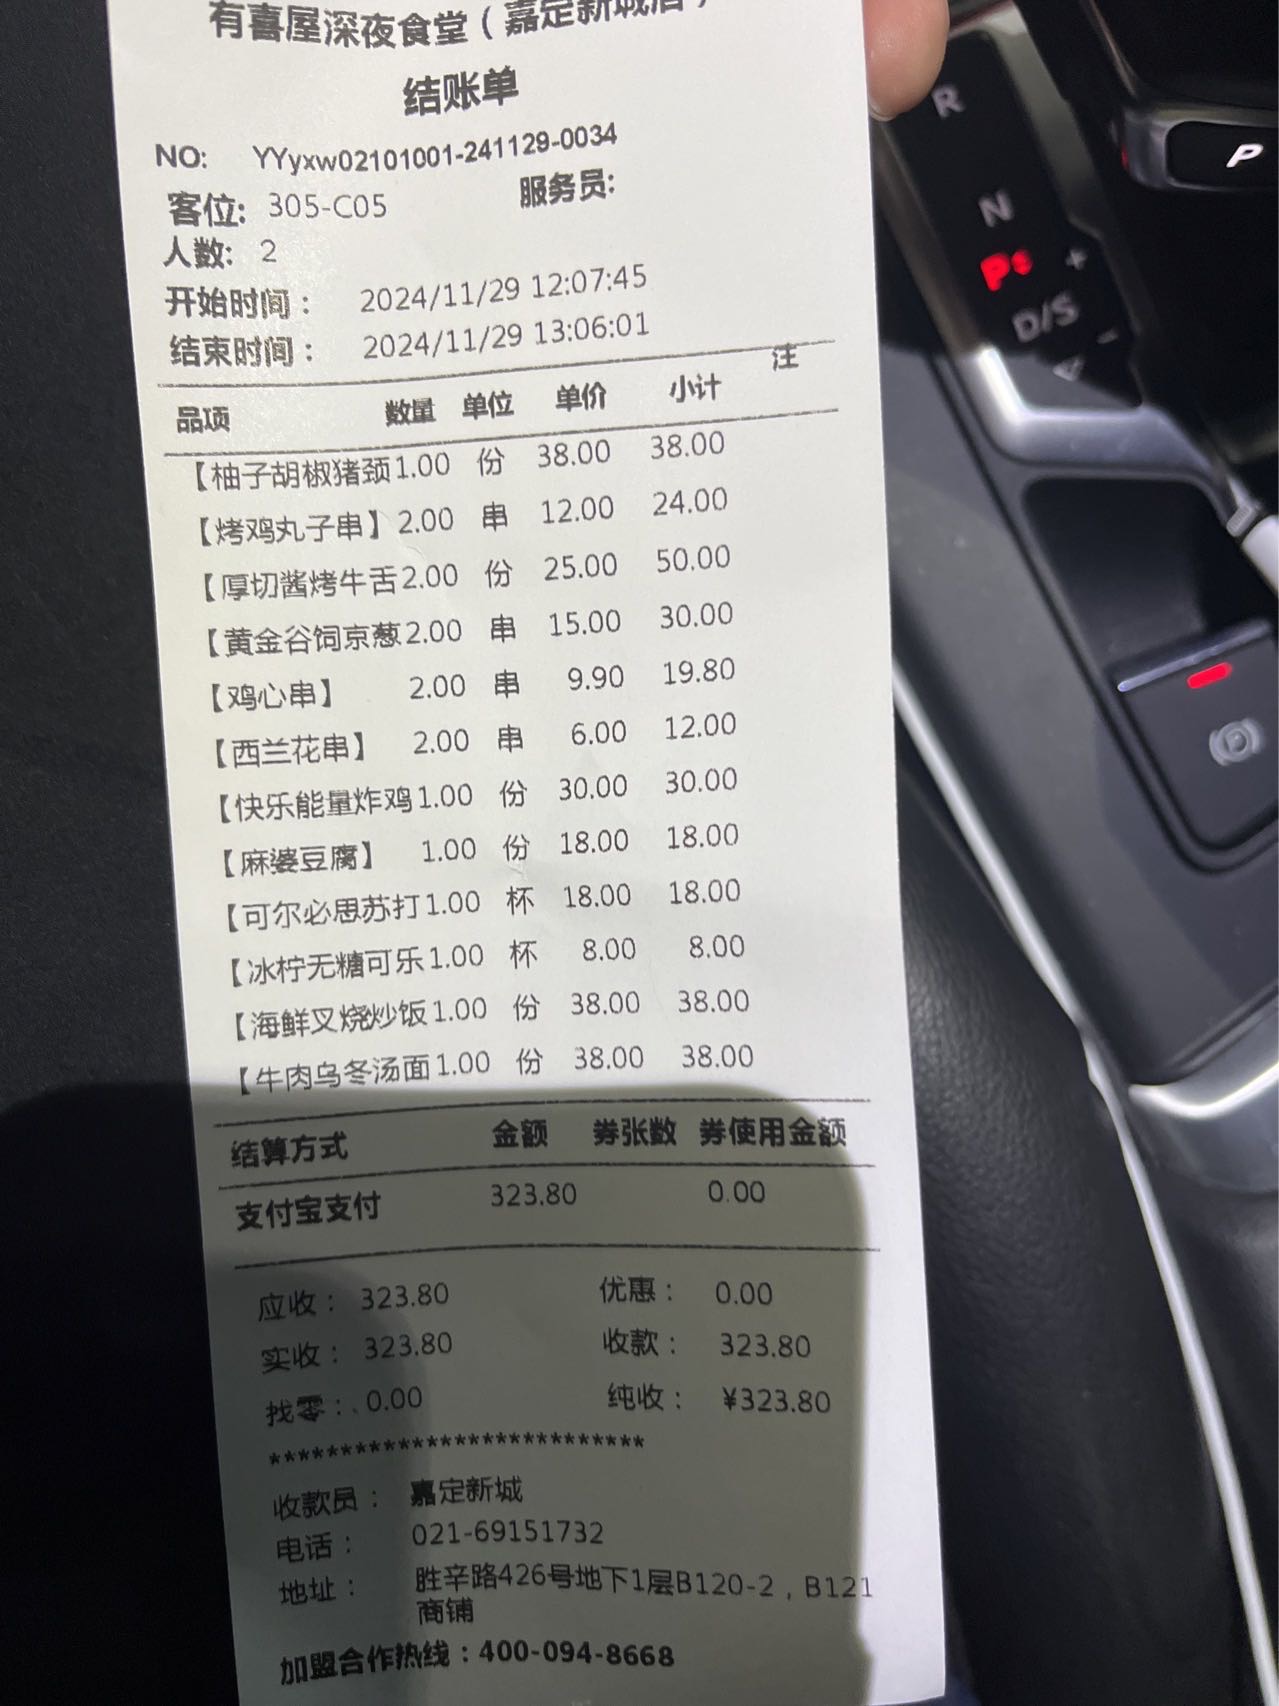 有喜屋深夜食堂（嘉定新城店）
结账单
NO: YYyxw02101001-241129-0034
客位: 305-C05 服务员:
人数: 2
开始时间： 2024/11/29 12:07:45
结束时间： 2024/11/29 13:06:01
品项 数量 单位 单价 小计 注
【柚子胡椒猪颈 1.00 份 38.00 38.00
【烤鸡丸子串】 2.00 串 12.00 24.00
【厚切酱烤牛舌 2.00 份 25.00 50.00
【黄金谷饲京葱 2.00 串 15.00 30.00
【鸡心串】 2.00 串 9.90 19.80
【西兰花串】 2.00 串 6.00 12.00
【快乐能量炸鸡 1.00 份 30.00 30.00
【麻婆豆腐】 1.00 份 18.00 18.00
【可尔必思苏打 1.00 杯 18.00 18.00
【冰柠无糖可乐 1.00 杯 8.00 8.00
【海鲜叉烧炒饭 1.00 份 38.00 38.00
【牛肉乌冬汤面 1.00 份 38.00 38.00
结算方式 金额 券张数 券使用金额
支付宝支付 323.80 0.00
应收： 323.80 优惠： 0.00
实收： 323.80 收款： 323.80
找零： 0.00 纯收： ¥323.80
**************************
收款员： 嘉定新城
电话： 021-69151732
地址： 胜辛路426号地下1层B120-2，B121
商铺
加盟合作热线：400-094-8668
R
N
P
+
D/S
-
P